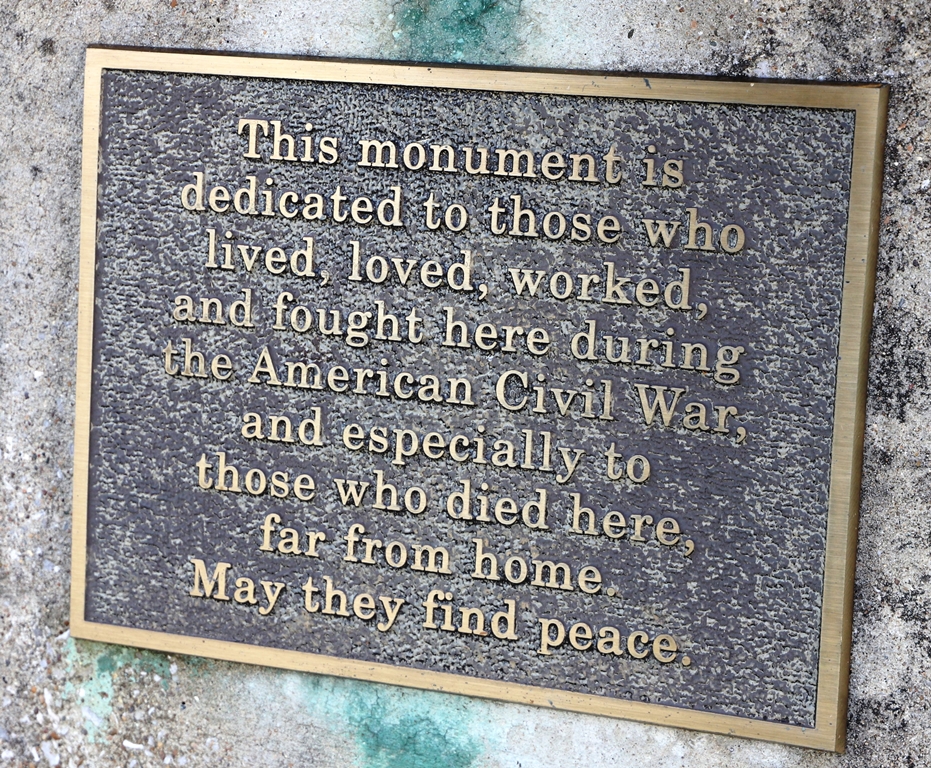 This monument is
dedicated to those who
lived, loved, worked,
and fought here during
the American Civil War,
and especially to
those who died here,
far from home.
May they find peace.